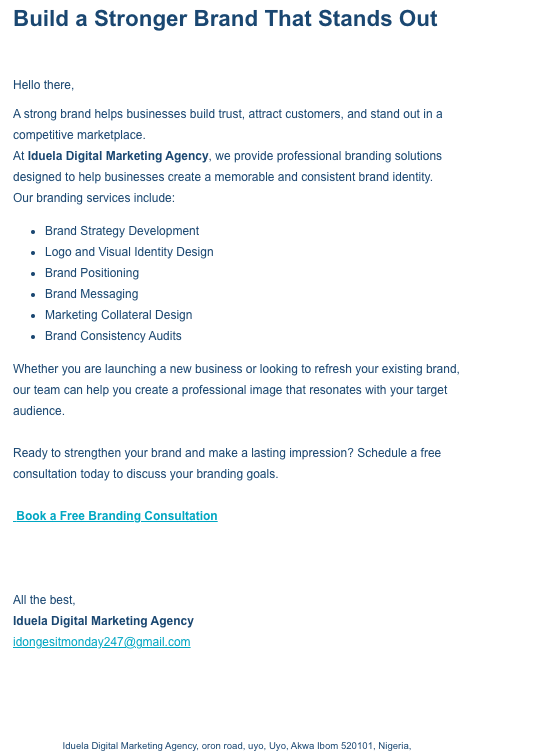 Build a Stronger Brand That Stands Out
Hello there,
A strong brand helps businesses build trust, attract customers, and stand out in a
competitive marketplace.
At Iduela Digital Marketing Agency, we provide professional branding solutions
designed to help businesses create a memorable and consistent brand identity.
Our branding services include:
• Brand Strategy Development
• Logo and Visual Identity Design
• Brand Positioning
• Brand Messaging
• Marketing Collateral Design
• Brand Consistency Audits
Whether you are launching a new business or looking to refresh your existing brand,
our team can help you create a professional image that resonates with your target
audience.
Ready to strengthen your brand and make a lasting impression? Schedule a free
consultation today to discuss your branding goals.
Book a Free Branding Consultation
All the best,
Iduela Digital Marketing Agency
idongesitmonday247@gmail.com
Iduela Digital Marketing Agency, oron road, uyo, Uyo, Akwa Ibom 520101, Nigeria,